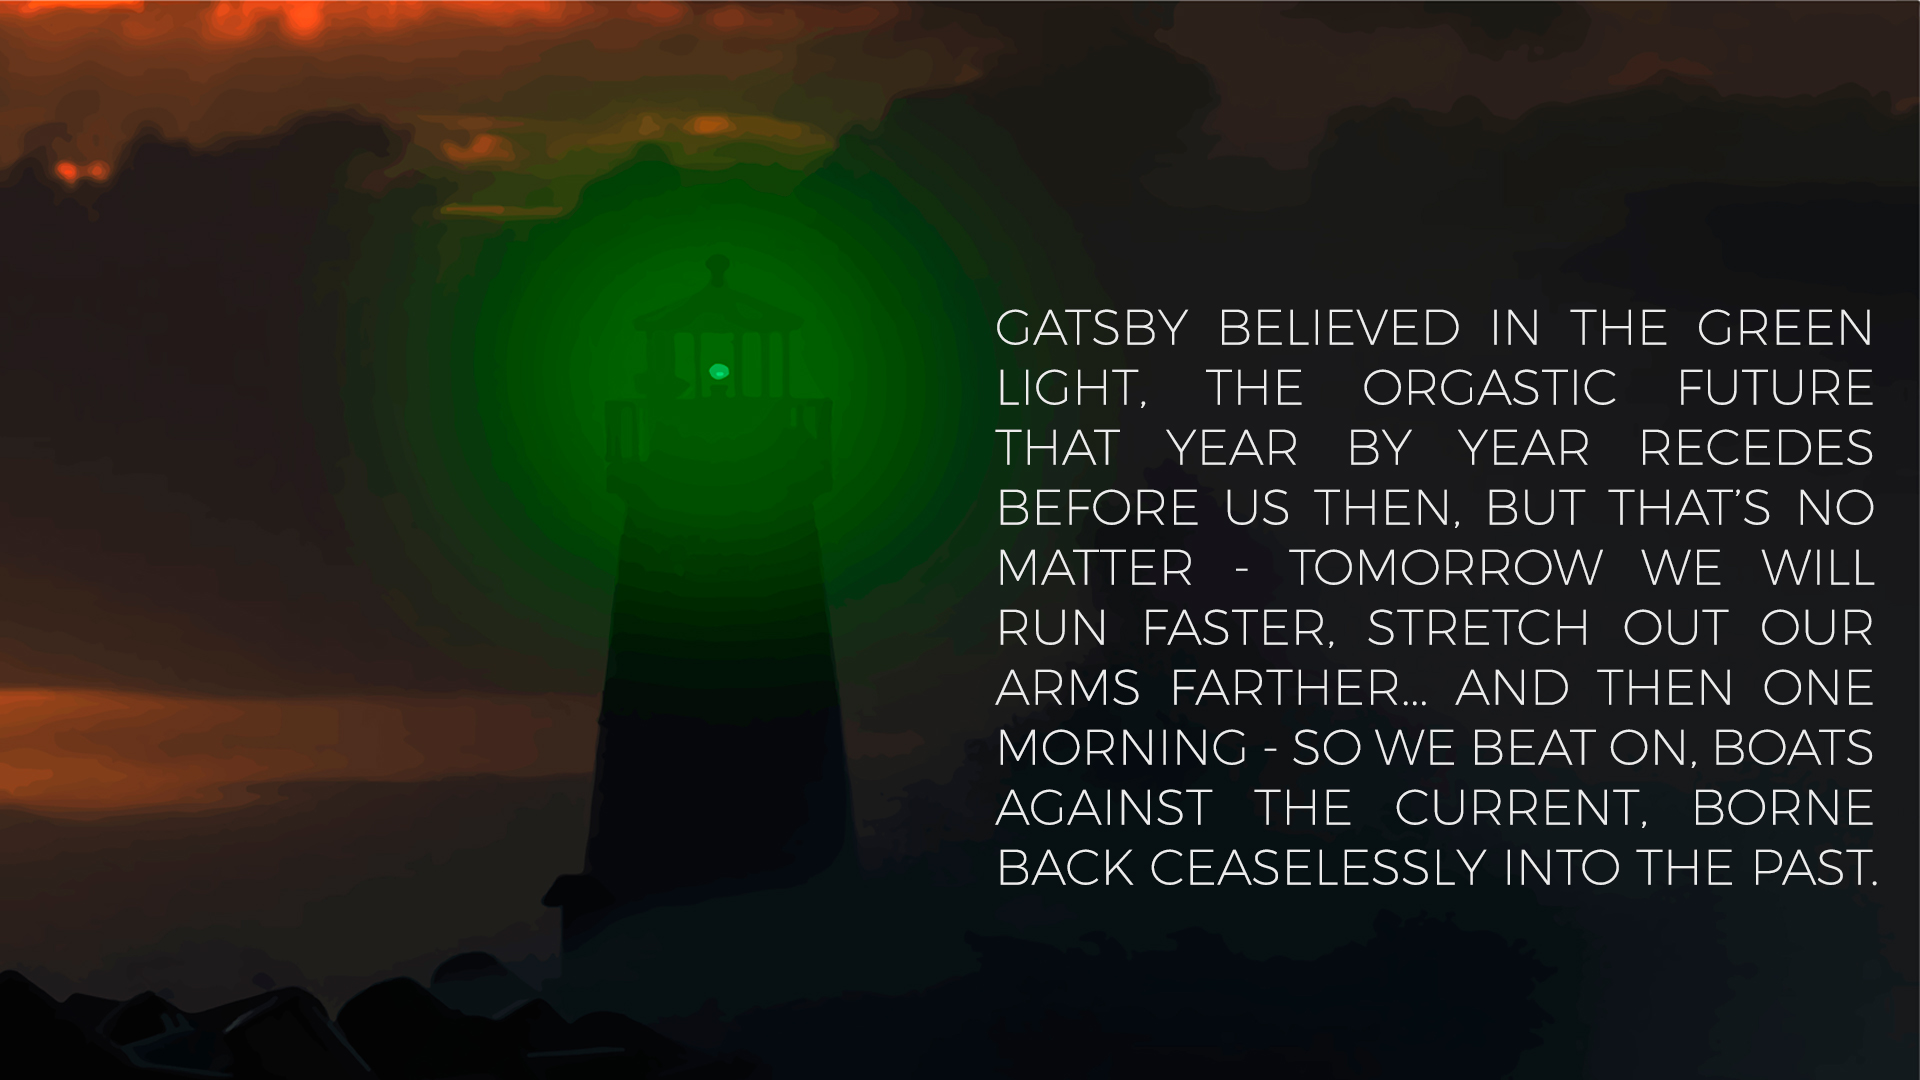 GATSBY BELIEVED IN THE GREEN
LIGHT, THE ORGASTIC FUTURE
THAT YEAR BY YEAR RECEDES
BEFORE US THEN, BUT THAT’S NO
MATTER - TOMORROW WE WILL
RUN FASTER, STRETCH OUT OUR
ARMS FARTHER... AND THEN ONE
MORNING - SO WE BEAT ON, BOATS
AGAINST THE CURRENT, BORNE
BACK CEASELESSLY INTO THE PAST.